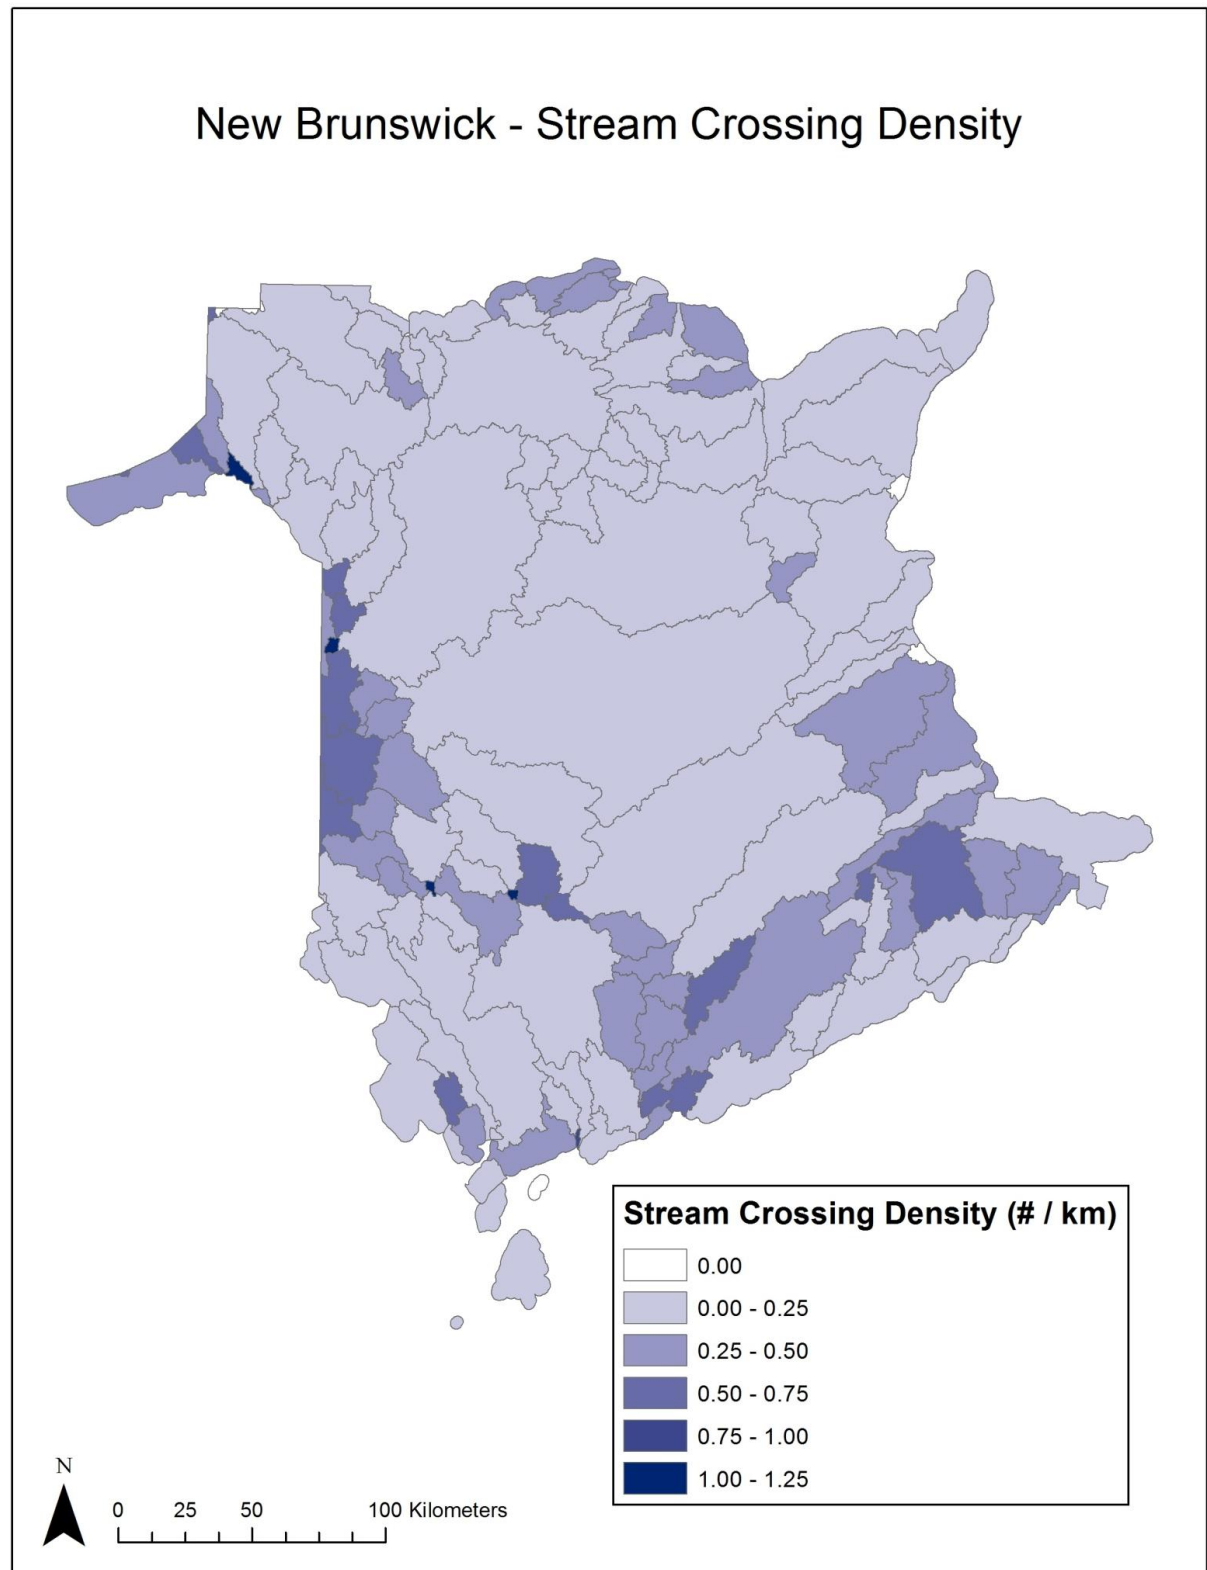 New Brunswick - Stream Crossing Density
Stream Crossing Density (# / km)
0.00
0.00 - 0.25
0.25 - 0.50
0.50 - 0.75
0.75 - 1.00
1.00 - 1.25
N
0 25 50 100 Kilometers